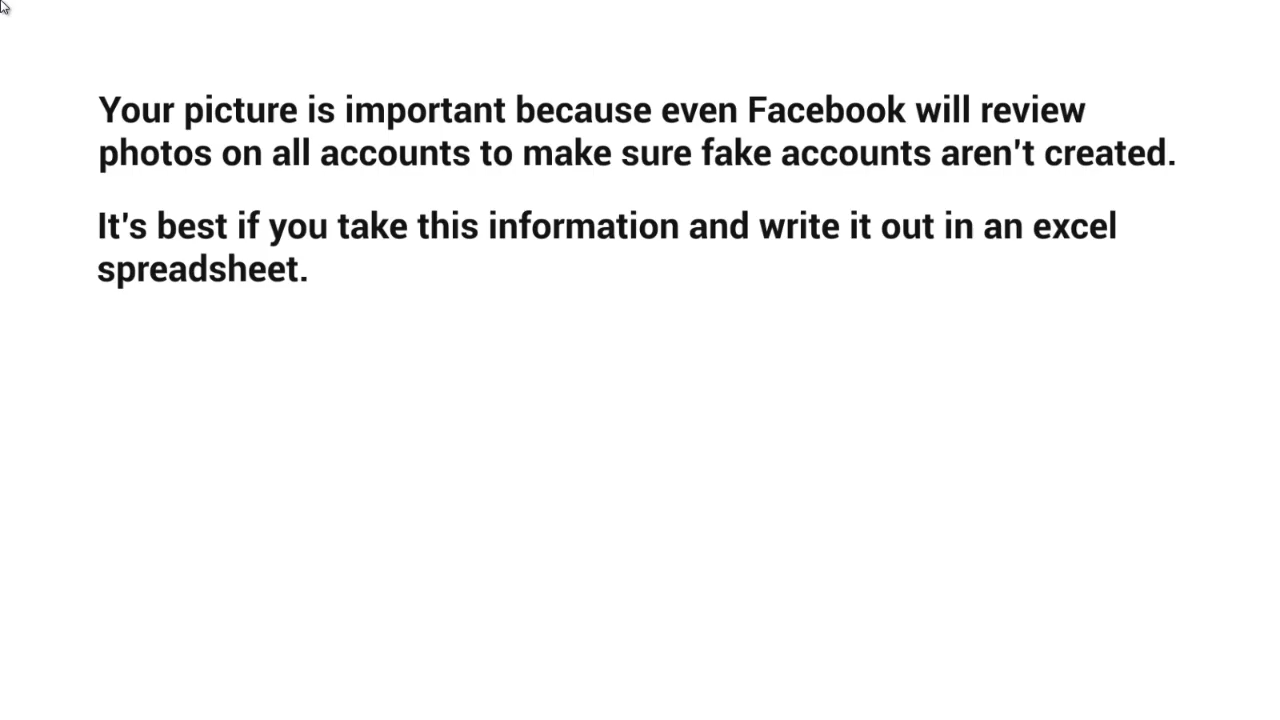 Your picture is important because even Facebook will review
photos on all accounts to make sure fake accounts aren't created.
It's best if you take this information and write it out in an excel
spreadsheet.